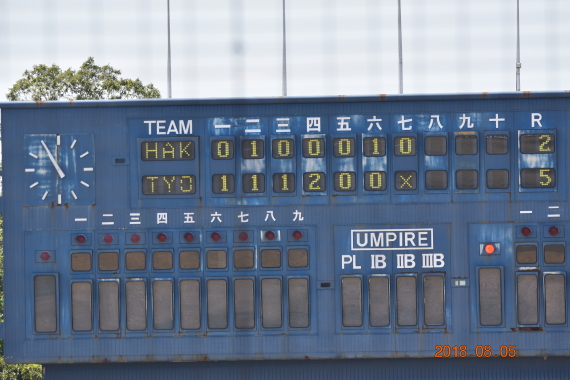 TEAM 一 二 三 四 五 六 七 八 九 十 R
HAK 0 1 0 0 0 1 0 2
TYO 1 1 1 2 0 0 x 5
一 二 三 四 五 六 七 八 九 一 二
UMPIRE
PL IB IIB IIIB
2018.08.05